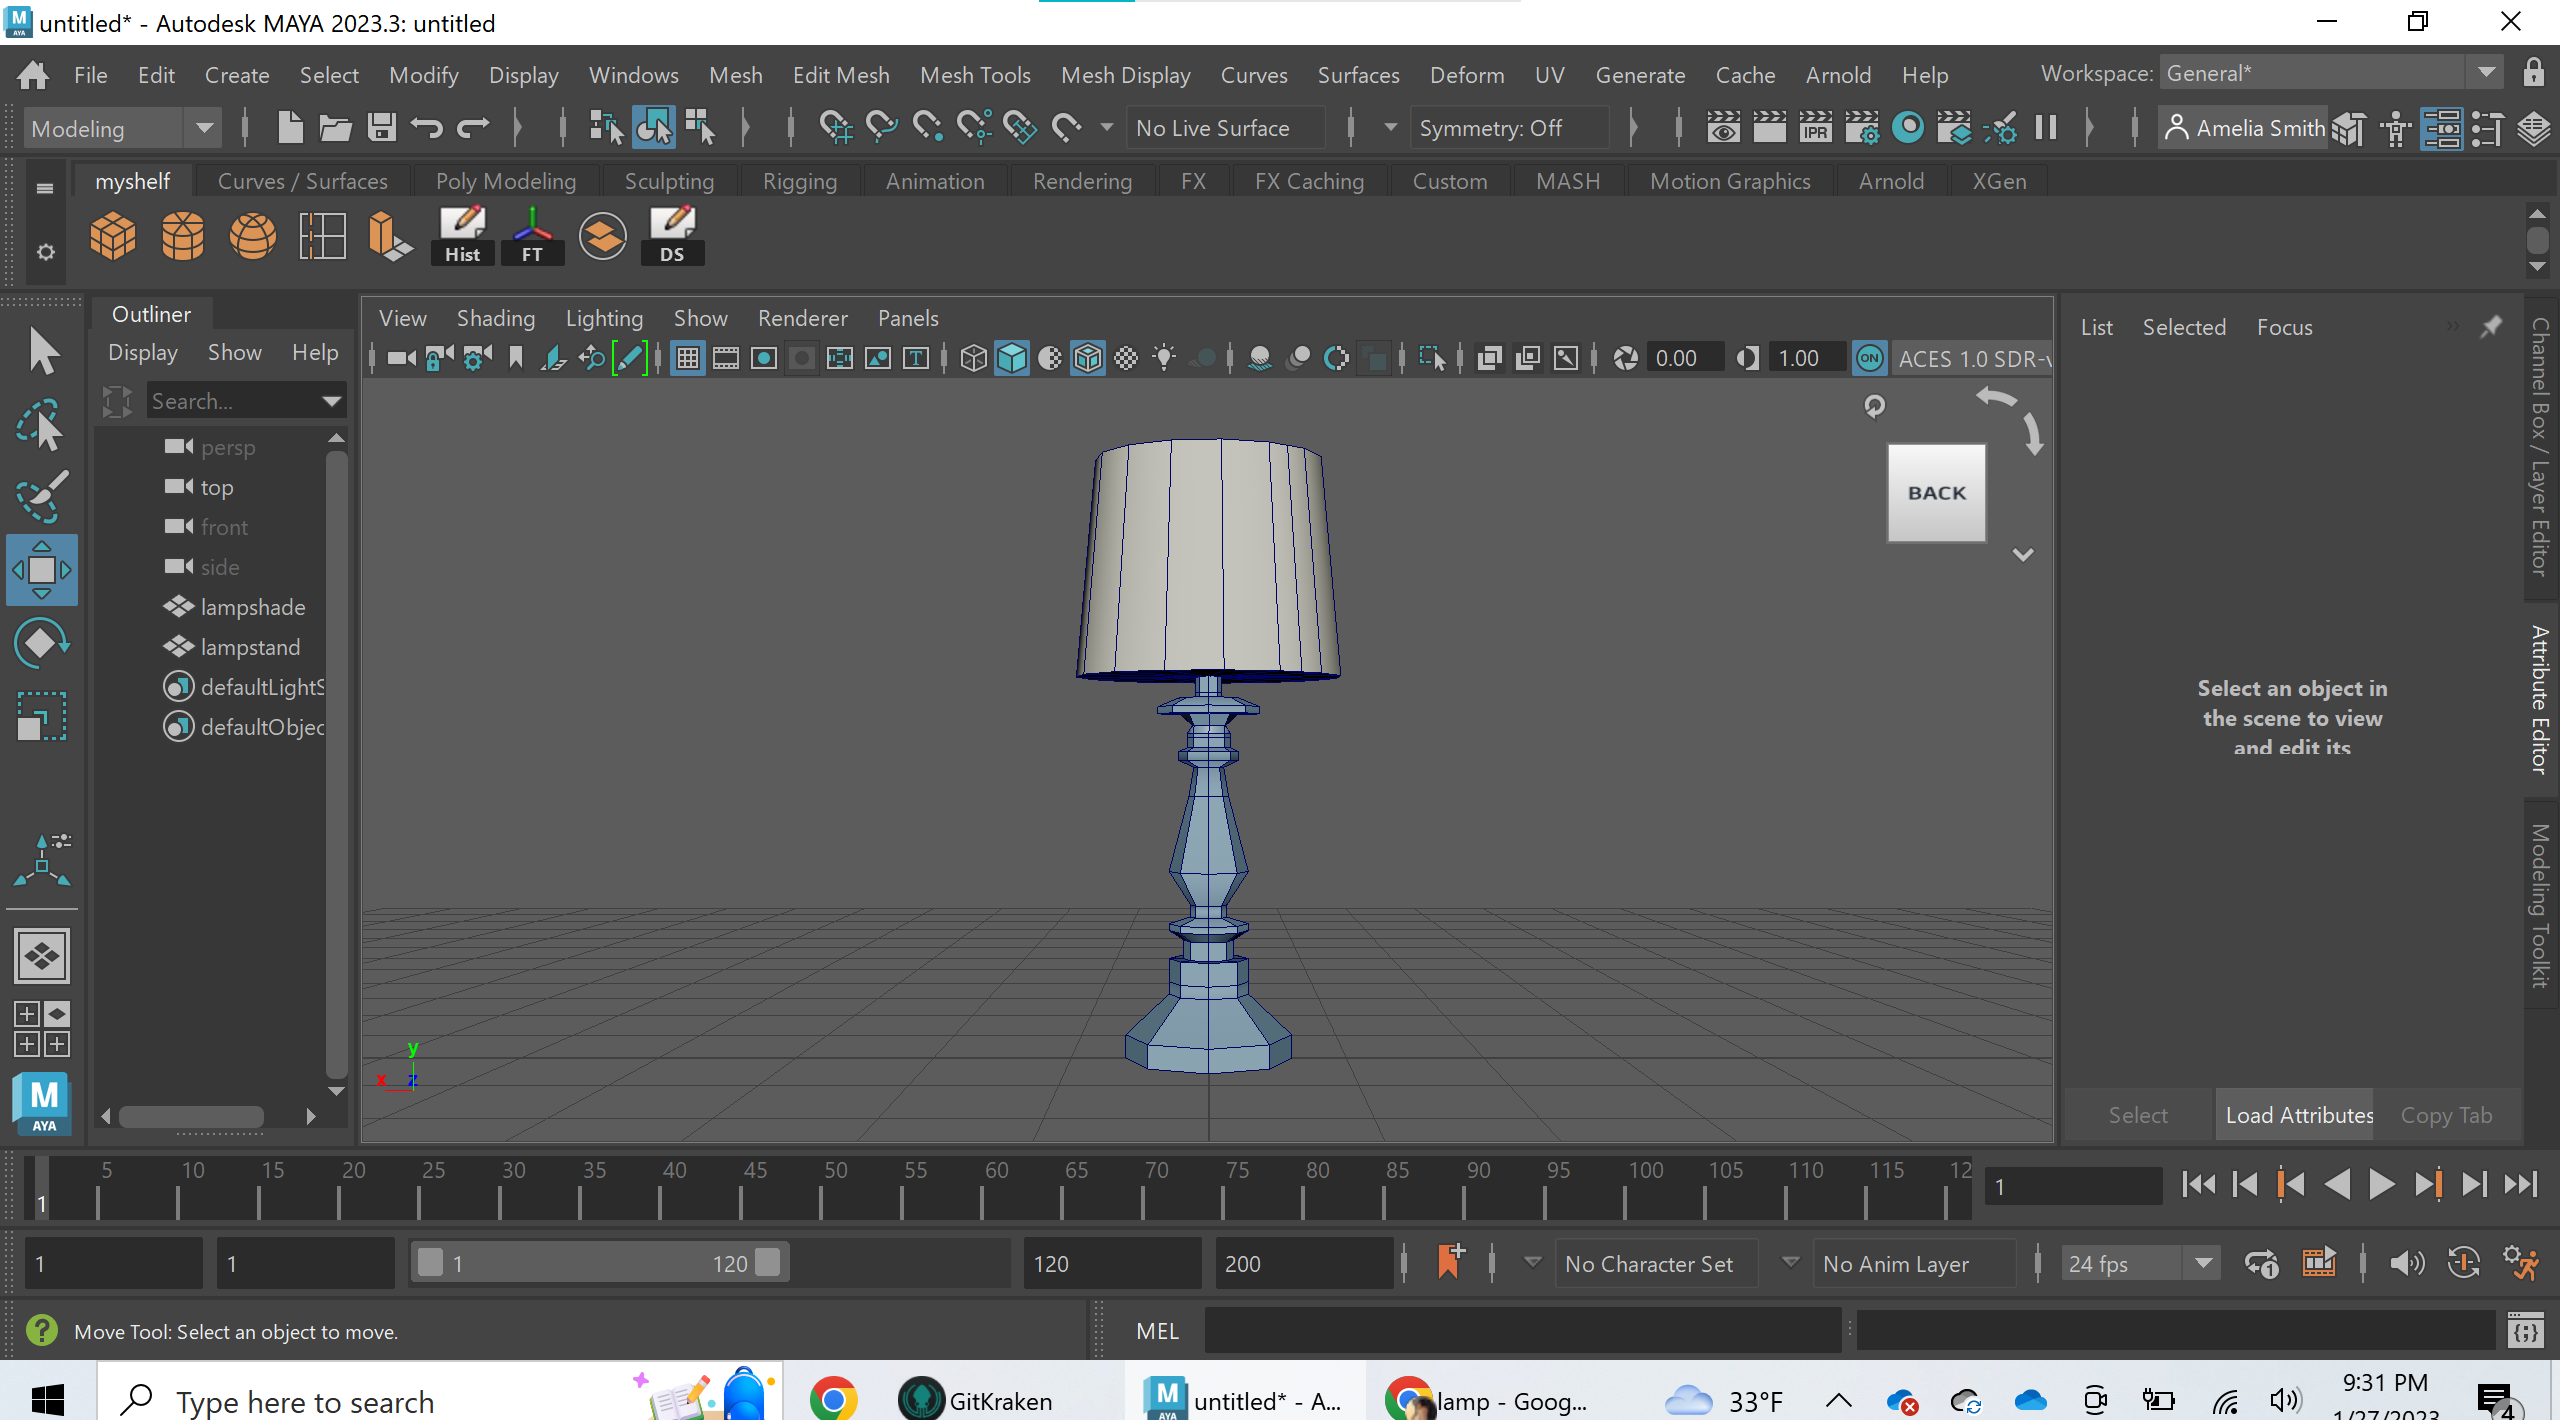 untitled* - Autodesk MAYA 2023.3: untitled
File Edit Create Select Modify Display Windows Mesh Edit Mesh Mesh Tools Mesh Display Curves Surfaces Deform UV Generate Cache Arnold Help Workspace: General*
Modeling No Live Surface Symmetry: Off IPR Amelia Smith
myshelf Curves / Surfaces Poly Modeling Sculpting Rigging Animation Rendering FX FX Caching Custom MASH Motion Graphics Arnold XGen
Hist FT DS
Outliner
Display Show Help
Search...
persp
top
front
side
lampshade
lampstand
defaultLightS
defaultObjec
View Shading Lighting Show Renderer Panels
0.00 1.00 ON ACES 1.0 SDR-v
BACK
y
x z
List Selected Focus
Select an object in
the scene to view
and edit its
Select Load Attributes Copy Tab
Channel Box / Layer Editor
Attribute Editor
Modeling Toolkit
M
AYA
5 10 15 20 25 30 35 40 45 50 55 60 65 70 75 80 85 90 95 100 105 110 115 12
1 1
1 1 1 120 120 200 No Character Set No Anim Layer 24 fps
Move Tool: Select an object to move. MEL
Type here to search GitKraken untitled* - A... lamp - Goog... 33°F 9:31 PM
1/27/2023
4